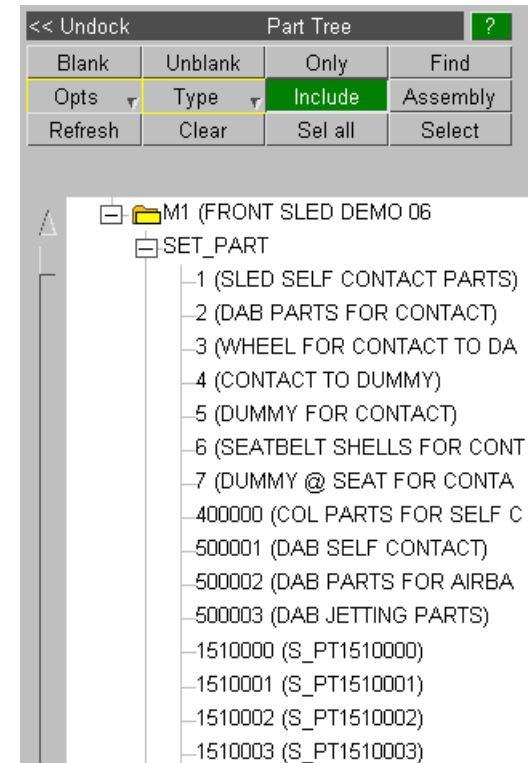 << Undock Part Tree ?
Blank Unblank Only Find
Opts Type Include Assembly
Refresh Clear Sel all Select
M1 (FRONT SLED DEMO 06
SET_PART
1 (SLED SELF CONTACT PARTS)
2 (DAB PARTS FOR CONTACT)
3 (WHEEL FOR CONTACT TO DA
4 (CONTACT TO DUMMY)
5 (DUMMY FOR CONTACT)
6 (SEATBELT SHELLS FOR CONT
7 (DUMMY @ SEAT FOR CONTA
400000 (COL PARTS FOR SELF C
500001 (DAB SELF CONTACT)
500002 (DAB PARTS FOR AIRBA
500003 (DAB JETTING PARTS)
1510000 (S_PT1510000)
1510001 (S_PT1510001)
1510002 (S_PT1510002)
1510003 (S_PT1510003)